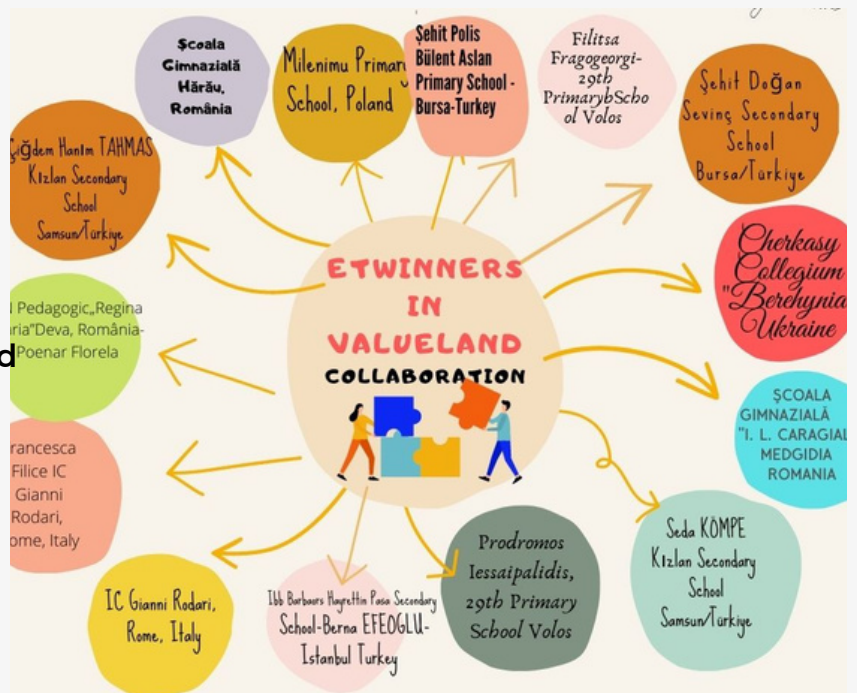 Şcoala
Gimnazială
Hărău,
România
Milenimu Primary
School, Poland
Şehit Polis
Bülent Aslan
Primary School -
Bursa-Turkey
Filitsa
Fragogeorgi-
29th
PrimarybScho
ol Volos
Şehit Doğan
Sevinç Secondary
School
Bursa/Türkiye
Çiğdem Hanım TAHMAS
Kızlan Secondary
School
Samsun/Türkiye
Cherkasy
Collegium
"Berehynia
Ukraine
ETWINNERS
IN
VALUELAND
COLLABORATION
Pedagogic„Regina
aria"Deva, România-
Poenar Florela
d
ŞCOALA
GIMNAZIALĂ
"I. L. CARAGIAL
MEDGIDIA
ROMANIA
rancesca
Filice IC
Gianni
Rodari,
ome, Italy
Seda KÖMPE
Kızlan Secondary
School
Samsun/Türkiye
Prodromos
Iessaipalidis,
29th Primary
School Volos
IC Gianni Rodari,
Rome, Italy
Ibb Barbaors Hayrettin Pasa Secondary
School-Berna EFEOGLU-
Istanbul Turkey